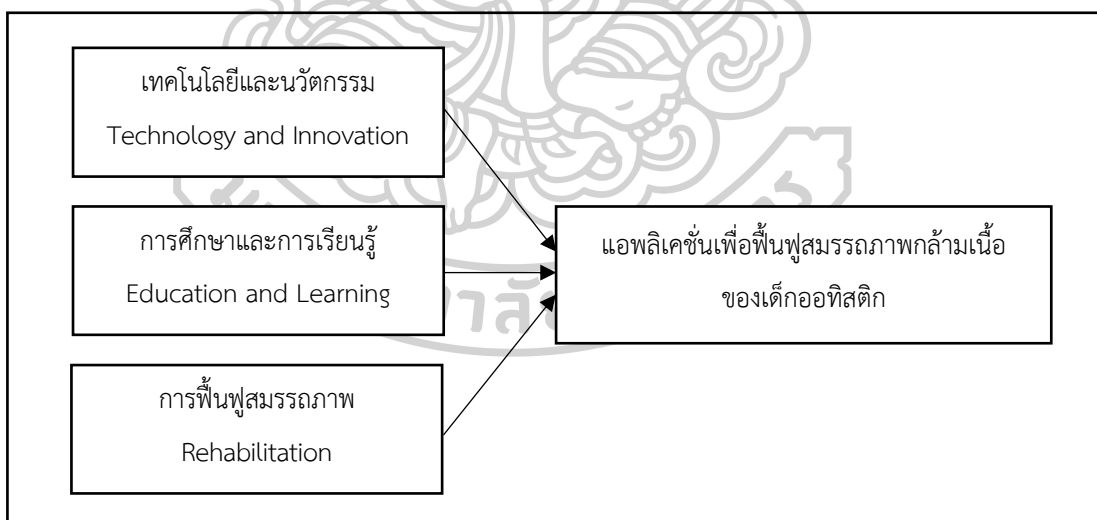 เทคโนโลยีและนวัตกรรม
Technology and Innovation
การศึกษาและการเรียนรู้
Education and Learning
การฟื้นฟูสมรรถภาพ
Rehabilitation
แอพลิเคชั่นเพื่อฟื้นฟูสมรรถภาพกล้ามเนื้อ
ของเด็กออทิสติก